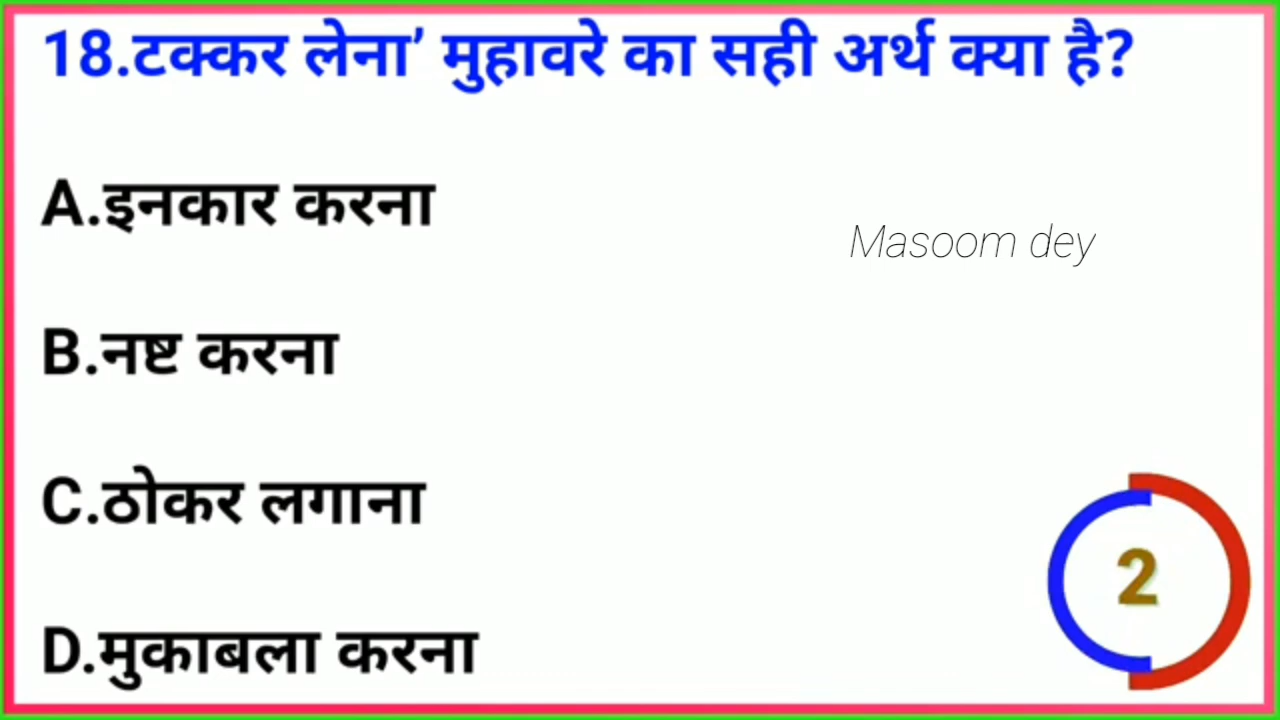 18.टक्कर लेना’ मुहावरे का सही अर्थ क्या है?
A.इनकार करना
Masoom dey
B.नष्ट करना
C.ठोकर लगाना
2
D.मुकाबला करना